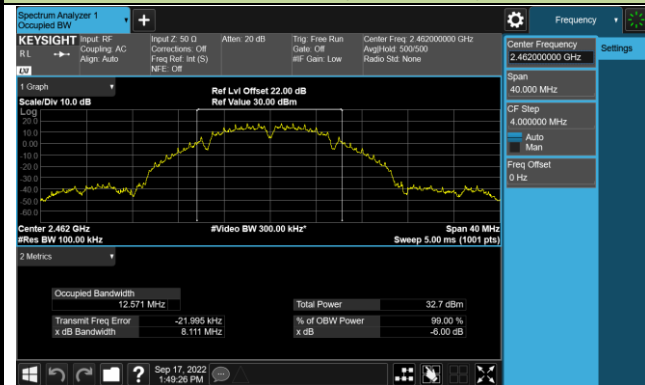 Spectrum Analyzer 1
Occupied BW
+
Frequency
KEYSIGHT
RL
Input: RF
Coupling: AC
Align: Auto
Input Z: 50 Ω
Corrections: Off
Freq Ref: Int (S)
NFE: Off
Atten: 20 dB
Trig: Free Run
Gate: Off
#IF Gain: Low
Center Freq: 2.462000000 GHz
Avg|Hold: 500/500
Radio Std: None
LXI
Center Frequency
2.462000000 GHz
Settings
Span
40.000 MHz
CF Step
4.000000 MHz
Auto
Man
Freq Offset
0 Hz
1 Graph
Scale/Div 10.0 dB
Ref Lvl Offset 22.00 dB
Ref Value 30.00 dBm
Log
20.0
10.0
0.00
-10.0
-20.0
-30.0
-40.0
-50.0
-60.0
Center 2.462 GHz
#Res BW 100.00 kHz
#Video BW 300.00 kHz*
Span 40 MHz
Sweep 5.00 ms (1001 pts)
2 Metrics
Occupied Bandwidth
12.571 MHz
Total Power 32.7 dBm
Transmit Freq Error -21.995 kHz
% of OBW Power 99.00 %
x dB Bandwidth 8.111 MHz
x dB -6.00 dB
?
Sep 17, 2022
1:49:26 PM